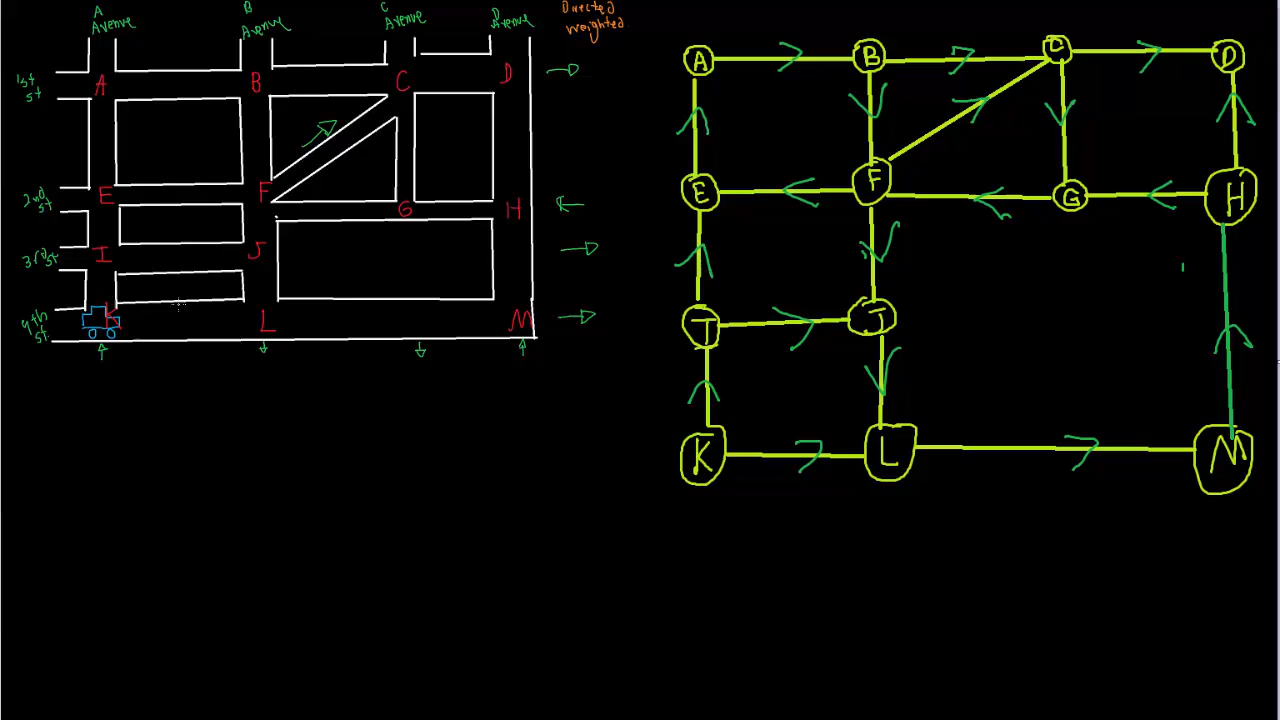 A Avenue
B Avenue
C Avenue
D Avenue
Directed
weighted
1st st
A B C D
2nd st
E F G H
3rd st
I J
4th st.
K L M
A B C D
E F G H
I J
K L M